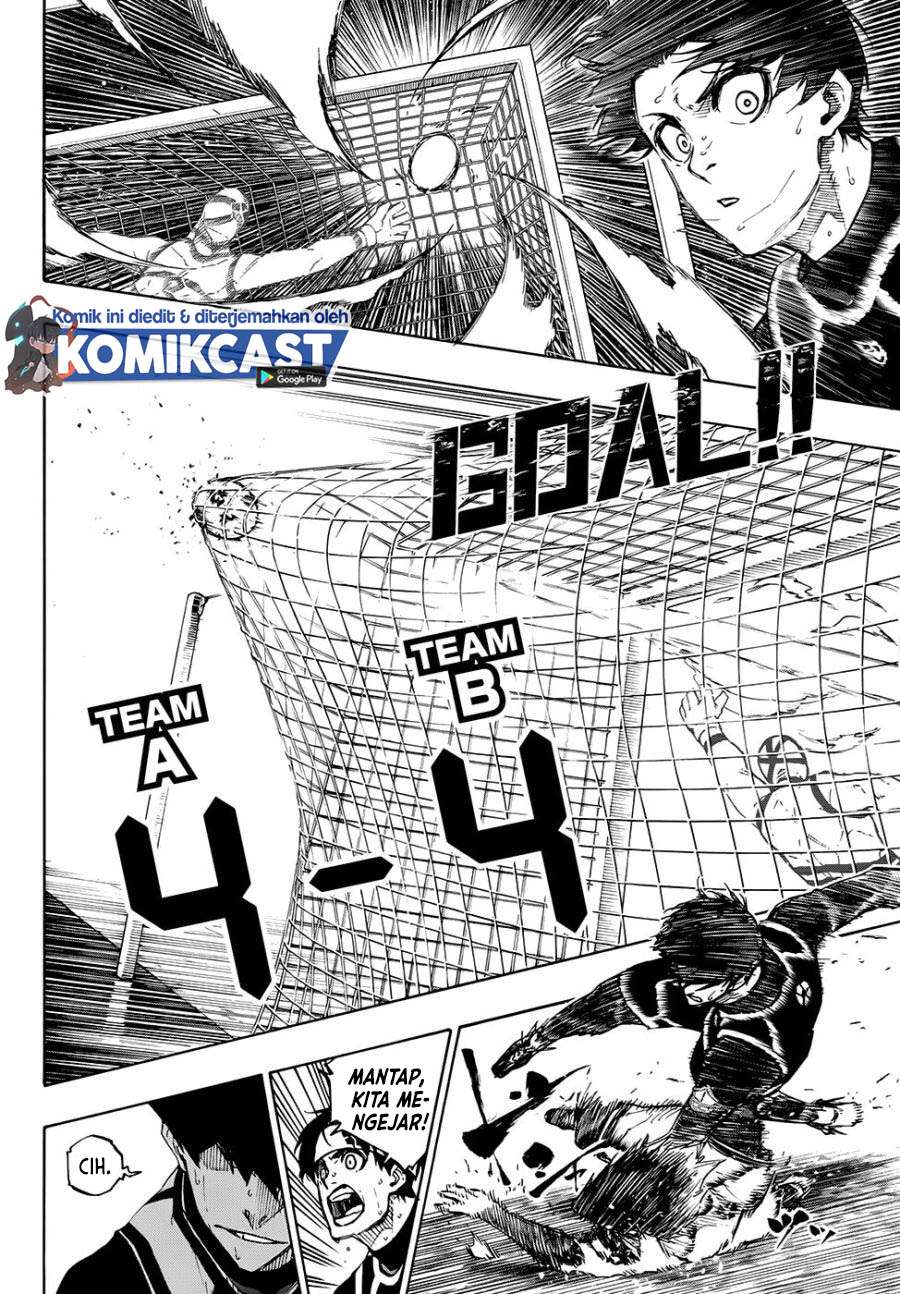 Komik ini diedit & diterjemahkan oleh
KOMIKCAST
GET IT ON
Google Play
GOAL!!
TEAM
B
TEAM
A
4 - 4
MANTAP,
KITA ME-
NGEJAR!
CIH.